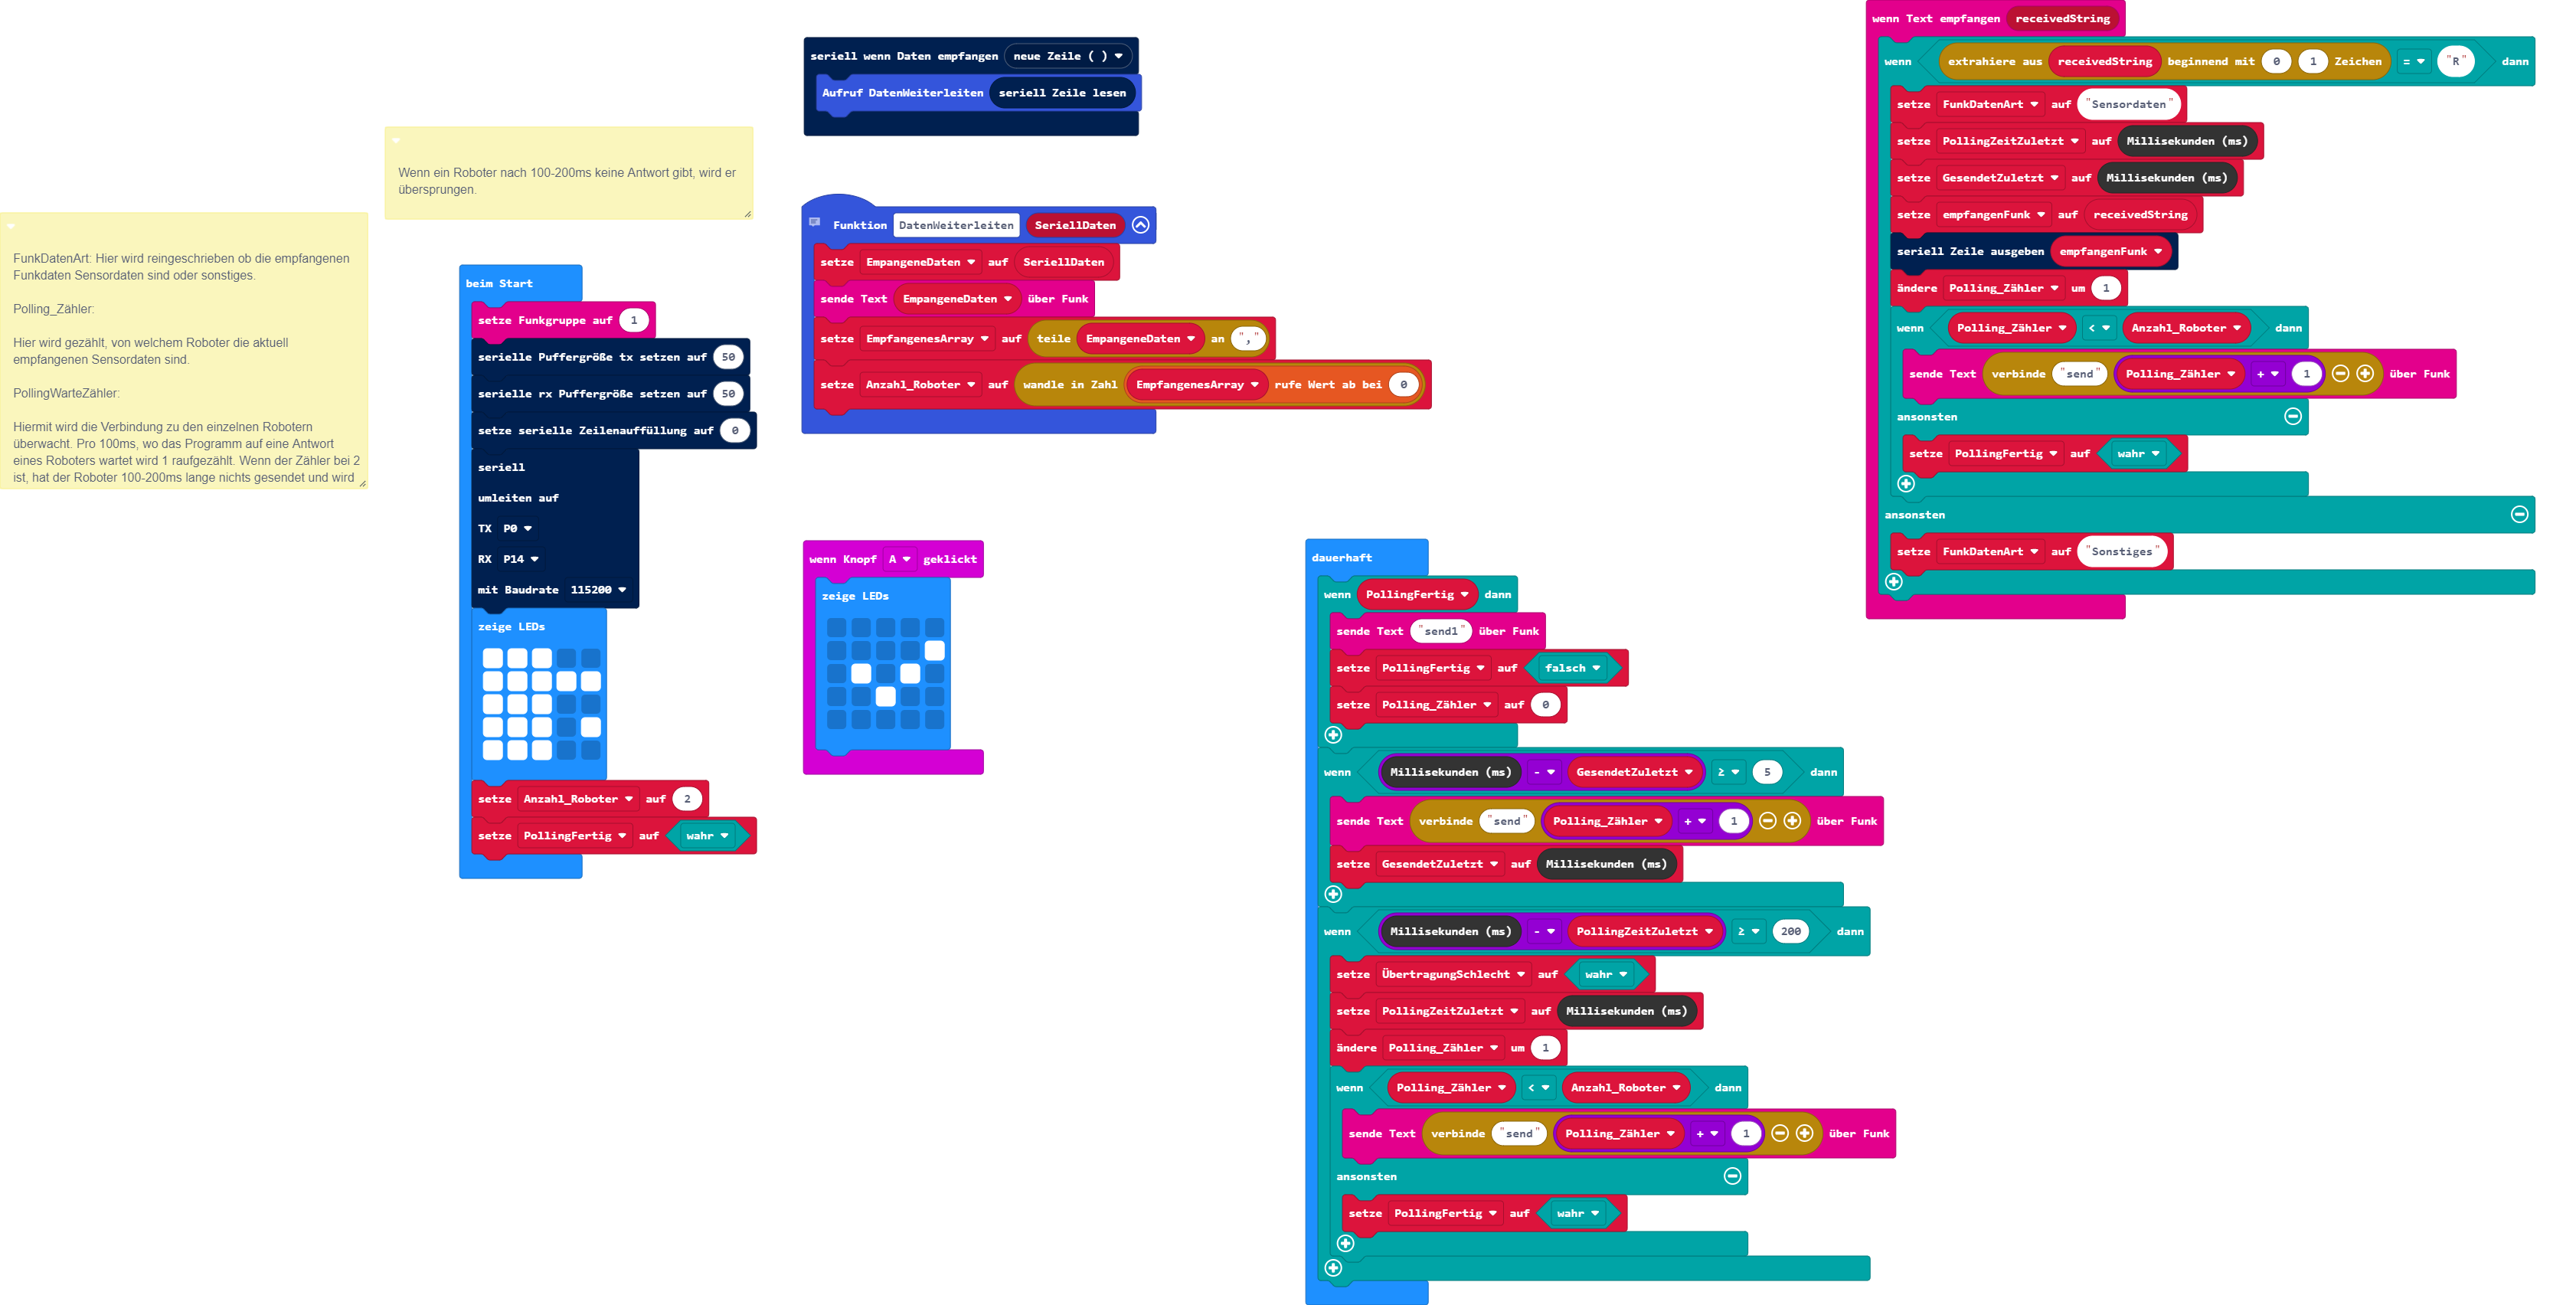 Wenn ein Roboter nach 100-200ms keine Antwort gibt, wird er
übersprungen.
FunkDatenArt: Hier wird reingeschrieben ob die empfangenen
Funkdaten Sensordaten sind oder sonstiges.
Polling_Zähler:
Hier wird gezählt, von welchem Roboter die aktuell
empfangenen Sensordaten sind.
PollingWarteZähler:
Hiermit wird die Verbindung zu den einzelnen Robotern
überwacht. Pro 100ms, wo das Programm auf eine Antwort
eines Roboters wartet wird 1 raufgezählt. Wenn der Zähler bei 2
ist, hat der Roboter 100-200ms lange nichts gesendet und wird
beim Start
setze Funkgruppe auf 1
serielle Puffergröße tx setzen auf 50
serielle rx Puffergröße setzen auf 50
setze serielle Zeilenauffüllung auf 0
seriell
umleiten auf
TX P0
RX P14
mit Baudrate 115200
zeige LEDs
setze Anzahl_Roboter auf 2
setze PollingFertig auf wahr
seriell wenn Daten empfangen neue Zeile ( )
Aufruf DatenWeiterleiten seriell Zeile lesen
Funktion DatenWeiterleiten SeriellDaten
setze EmpangeneDaten auf SeriellDaten
sende Text EmpangeneDaten über Funk
setze EmpfangenesArray auf teile EmpangeneDaten an ","
setze Anzahl_Roboter auf wandle in Zahl EmpfangenesArray rufe Wert ab bei 0
wenn Knopf A geklickt
zeige LEDs
dauerhaft
wenn PollingFertig dann
sende Text "send1" über Funk
setze PollingFertig auf falsch
setze Polling_Zähler auf 0
wenn Millisekunden (ms) - GesendetZuletzt ≥ 5 dann
sende Text verbinde "send" Polling_Zähler + 1 über Funk
setze GesendetZuletzt auf Millisekunden (ms)
wenn Millisekunden (ms) - PollingZeitZuletzt ≥ 200 dann
setze ÜbertragungSchlecht auf wahr
setze PollingZeitZuletzt auf Millisekunden (ms)
ändere Polling_Zähler um 1
wenn Polling_Zähler < Anzahl_Roboter dann
sende Text verbinde "send" Polling_Zähler + 1 über Funk
ansonsten
setze PollingFertig auf wahr
wenn Text empfangen receivedString
wenn extrahiere aus receivedString beginnend mit 0 1 Zeichen = "R" dann
setze FunkDatenArt auf "Sensordaten"
setze PollingZeitZuletzt auf Millisekunden (ms)
setze GesendetZuletzt auf Millisekunden (ms)
setze empfangenFunk auf receivedString
seriell Zeile ausgeben empfangenFunk
ändere Polling_Zähler um 1
wenn Polling_Zähler < Anzahl_Roboter dann
sende Text verbinde "send" Polling_Zähler + 1 über Funk
ansonsten
setze PollingFertig auf wahr
ansonsten
setze FunkDatenArt auf "Sonstiges"